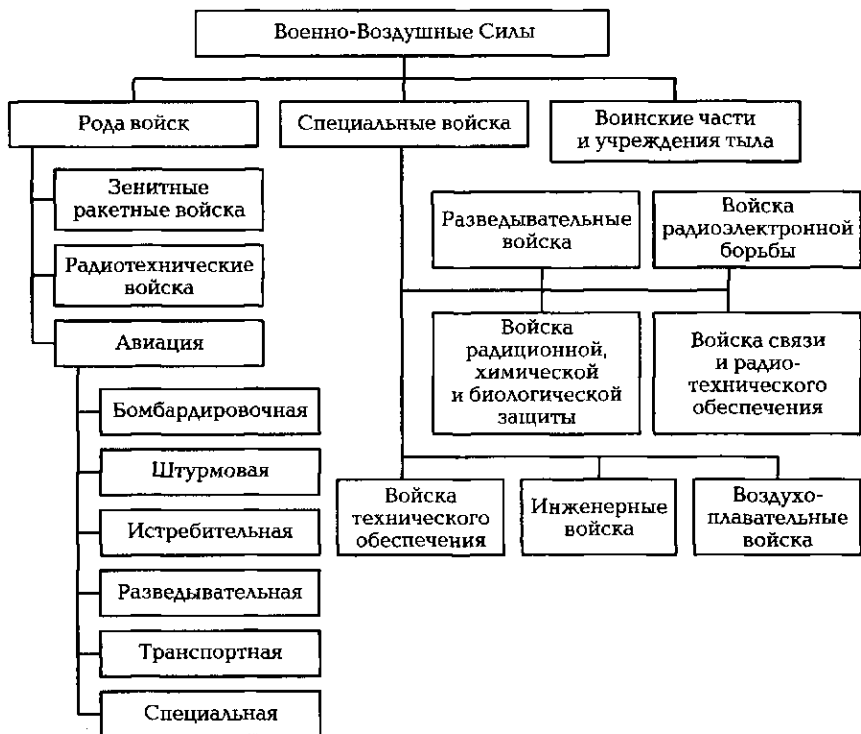 Военно-Воздушные Силы
Рода войск
Специальные войска
Воинские части
и учреждения тыла
Зенитные
ракетные войска
Радиотехнические
войска
Авиация
Бомбардировочная
Штурмовая
Истребительная
Разведывательная
Транспортная
Специальная
Разведывательные
войска
Войска
радиоэлектронной
борьбы
Войска
радиционной,
химической
и биологической
защиты
Войска связи
и радио-
технического
обеспечения
Войска
технического
обеспечения
Инженерные
войска
Воздухо-
плавательные
войска